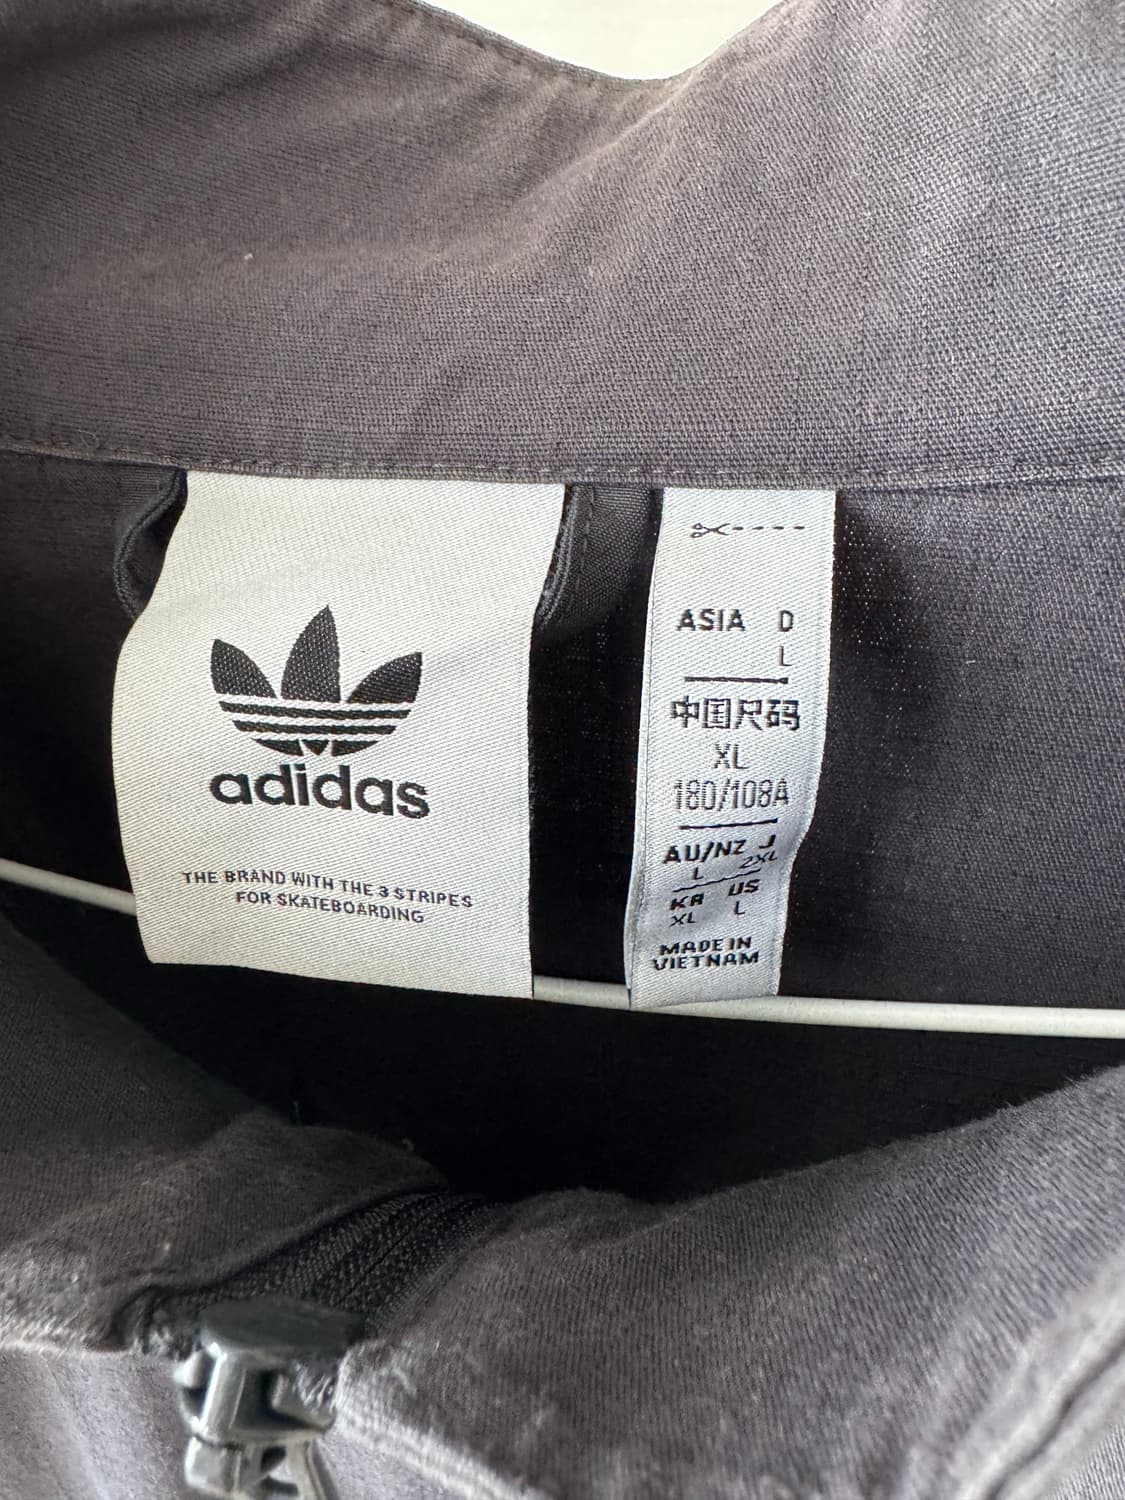 adidas
THE BRAND WITH THE 3 STRIPES
FOR SKATEBOARDING
ASIA D
L
中国尺码
XL
180/108A
AU/NZ J
L 2XL
KR US
XL L
MADE IN
VIETNAM